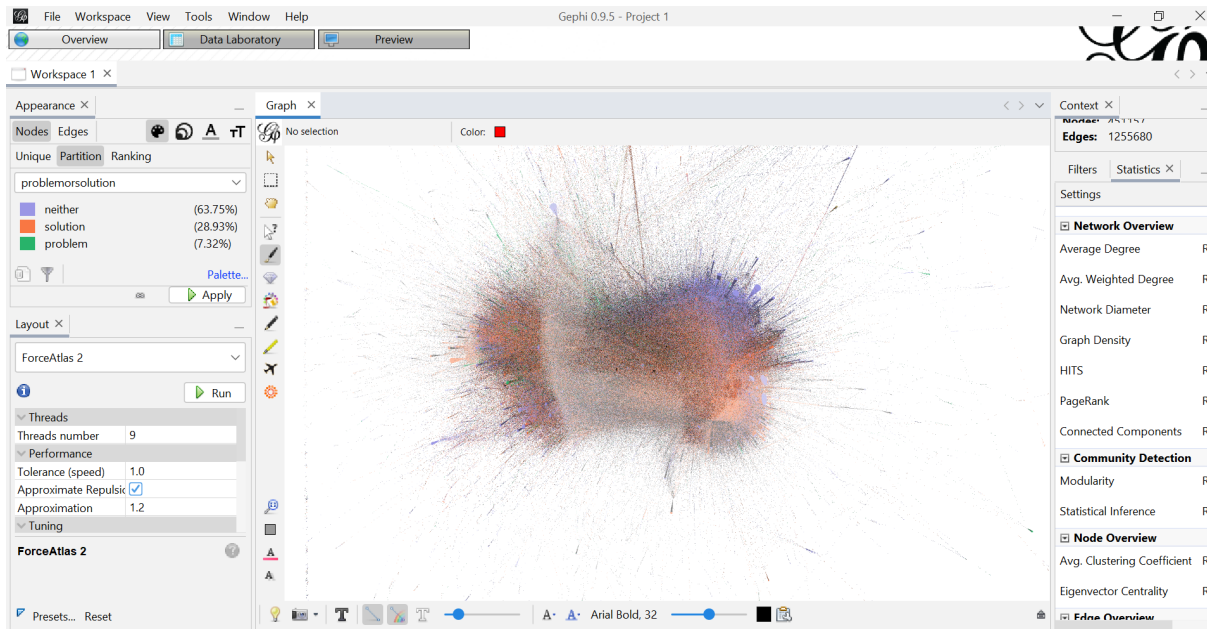 File Workspace View Tools Window Help Gephi 0.9.5 - Project 1
Overview Data Laboratory Preview
Workspace 1
Appearance Graph Context
Nodes Edges A TT No selection Color: Nodes: 451157
Edges: 1255680
Unique Partition Ranking
problemorsolution Filters Statistics
neither (63.75%) Settings
solution (28.93%) Network Overview
problem (7.32%) Average Degree
Palette... Avg. Weighted Degree
Apply Network Diameter
Layout Graph Density
ForceAtlas 2 HITS
Run PageRank
Threads
Threads number 9 Connected Components
Performance Community Detection
Tolerance (speed) 1.0 Modularity
Approximate Repulsic
Approximation 1.2 Statistical Inference
Tuning Node Overview
ForceAtlas 2 Avg. Clustering Coefficient
Eigenvector Centrality
Presets... Reset T T A A Arial Bold, 32 Edge Overview